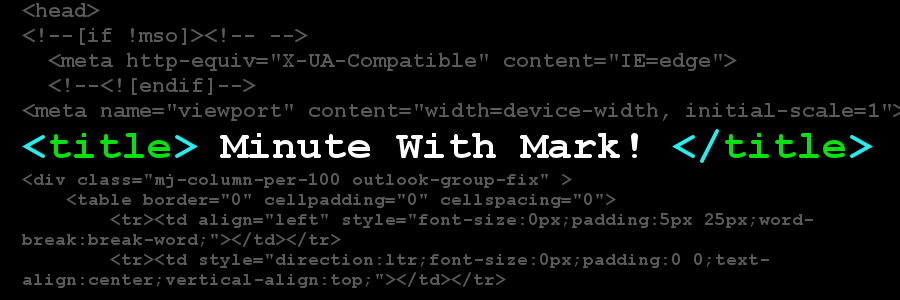 <head>
<!--[if !mso]><!-- -->
<meta http-equiv="X-UA-Compatible" content="IE=edge">
<!--<![endif]-->
<meta name="viewport" content="width=device-width, initial-scale=1">
<title> Minute With Mark! </title>
<div class="mj-column-per-100 outlook-group-fix" >
<table border="0" cellpadding="0" cellspacing="0">
<tr><td align="left" style="font-size:0px;padding:5px 25px;word-
break:break-word;"></td></tr>
<tr><td style="direction:ltr;font-size:0px;padding:0 0;text-
align:center;vertical-align:top;"></td></tr>